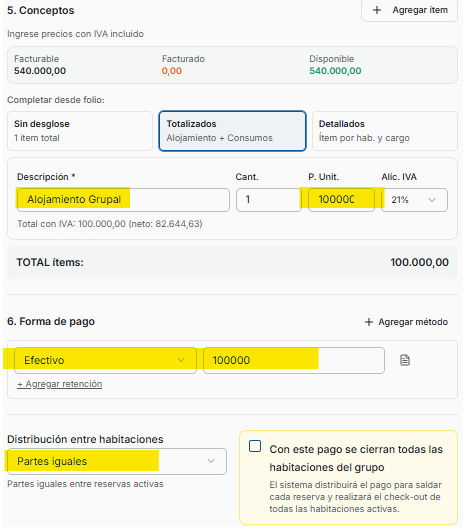 5. Conceptos
+ Agregar ítem
Ingrese precios con IVA incluido
Facturable Facturado Disponible
540.000,00 0,00 540.000,00
Completar desde folio:
Sin desglose Totalizados Detallados
1 ítem total Alojamiento + Consumos Ítem por hab. y cargo
Descripción * Cant. P. Unit. Alíc. IVA
Alojamiento Grupal 1 100000 21%
Total con IVA: 100.000,00 (neto: 82.644,63)
TOTAL ítems: 100.000,00
6. Forma de pago + Agregar método
Efectivo 100000
+ Agregar retención
Distribución entre habitaciones
Partes iguales
Partes iguales entre reservas activas
Con este pago se cierran todas las
habitaciones del grupo
El sistema distribuirá el pago para saldar
cada reserva y realizará el check-out de
todas las habitaciones activas.